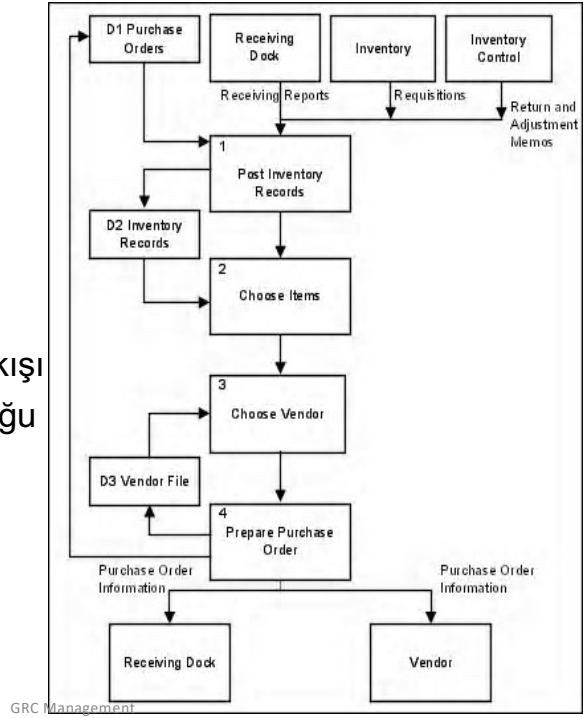 D1 Purchase
Orders
Receiving
Dock
Inventory
Inventory
Control
Receiving Reports
Requisitions
Return and
Adjustment
Memos
1
Post Inventory
Records
D2 Inventory
Records
2
Choose Items
kışı
ğu
3
Choose Vendor
D3 Vendor File
4
Prepare Purchase
Order
Purchase Order
Information
Purchase Order
Information
Receiving Dock
Vendor
GRC Management